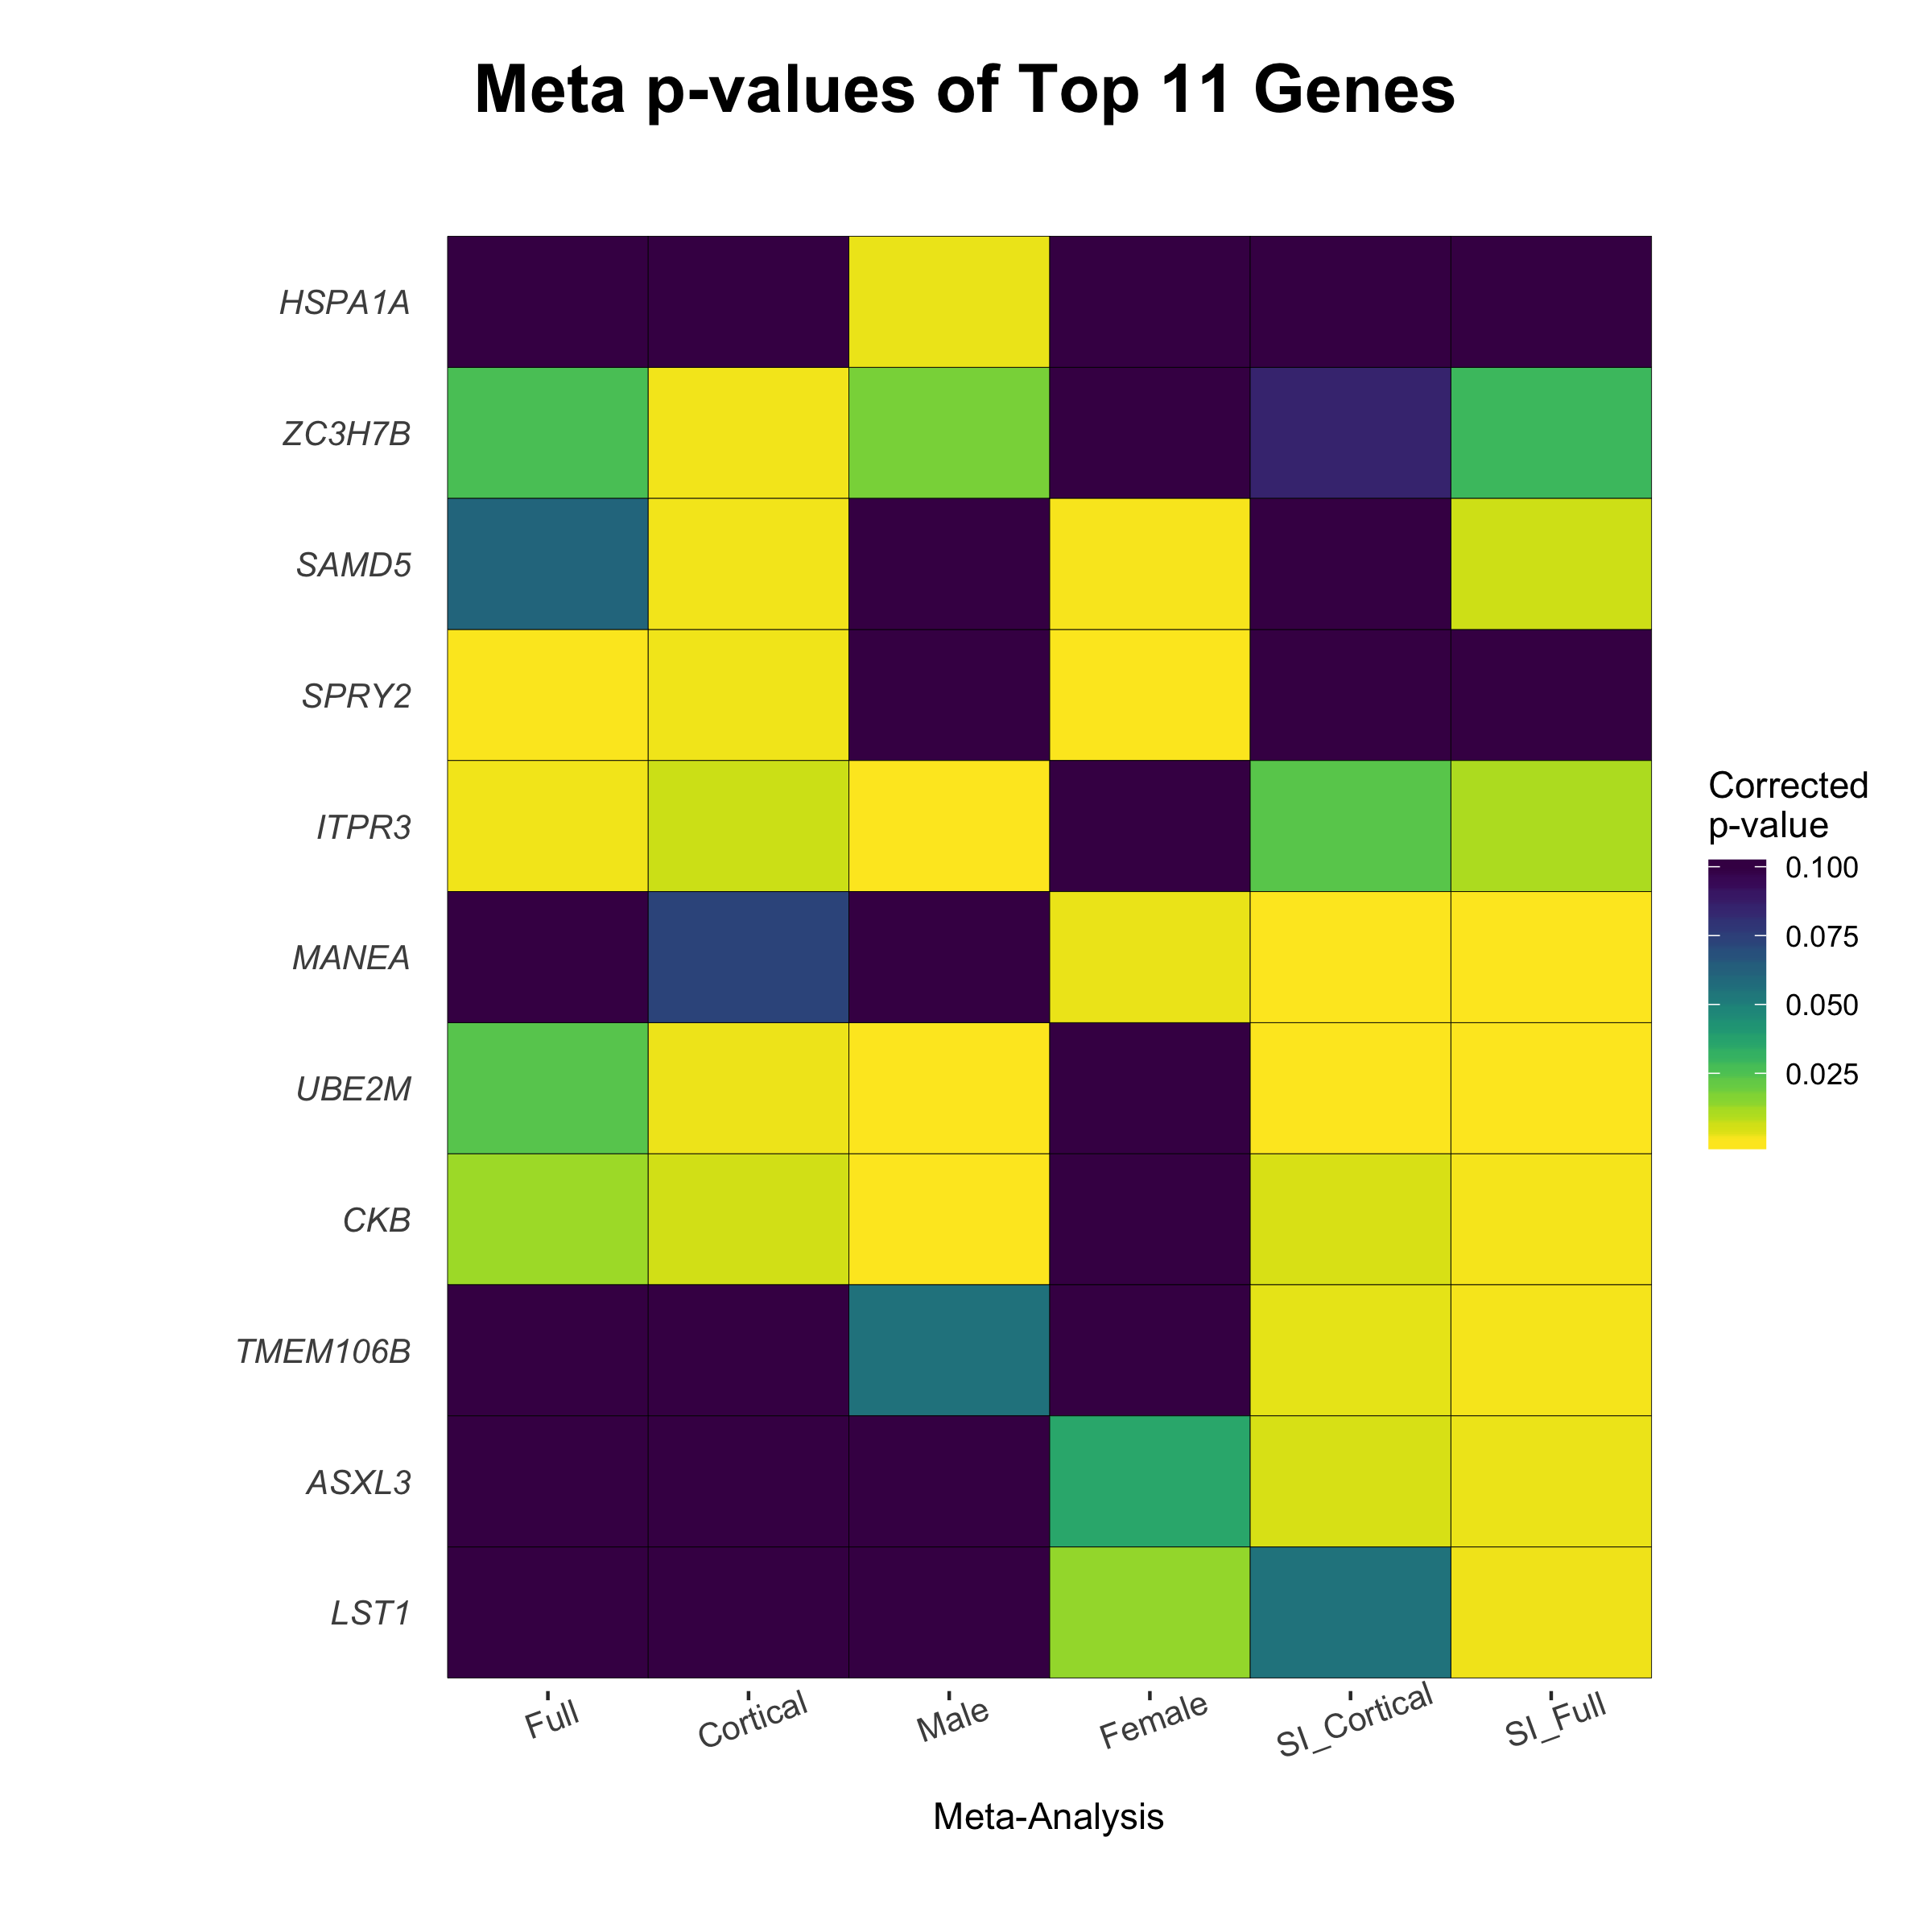 Meta p-values of Top 11 Genes
HSPA1A
ZC3H7B
SAMD5
SPRY2
ITPR3
MANEA
UBE2M
CKB
TMEM106B
ASXL3
LST1
Corrected
p-value
0.100
0.075
0.050
0.025
Full
Cortical
Male
Female
SI_Cortical
SI_Full
Meta-Analysis